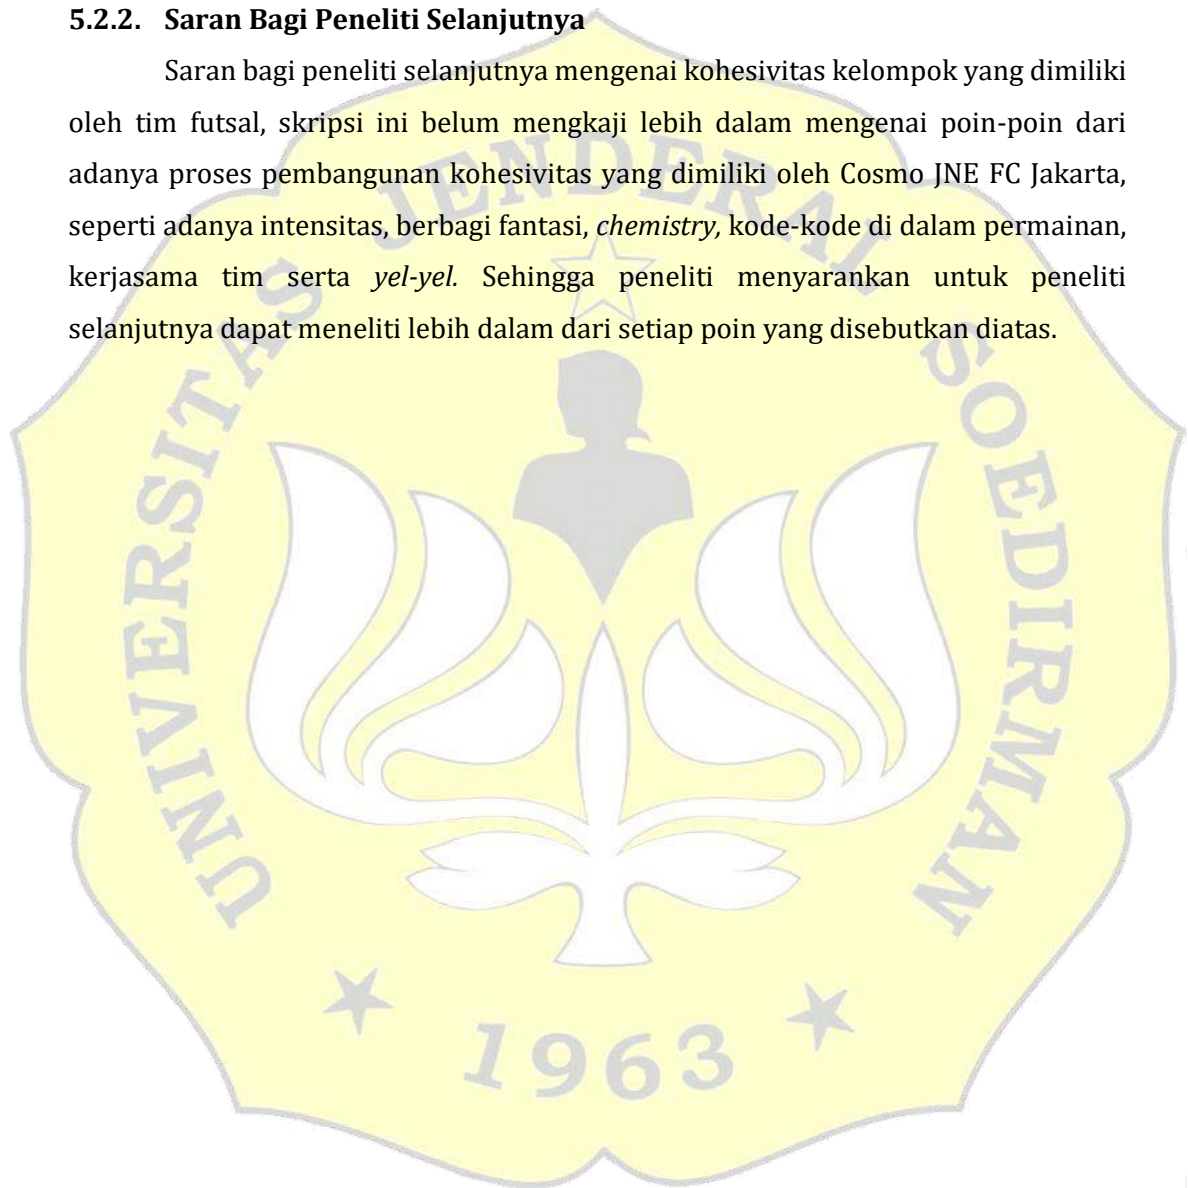 5.2.2. Saran Bagi Peneliti Selanjutnya
Saran bagi peneliti selanjutnya mengenai kohesivitas kelompok yang dimiliki
oleh tim futsal, skripsi ini belum mengkaji lebih dalam mengenai poin-poin dari
adanya proses pembangunan kohesivitas yang dimiliki oleh Cosmo JNE FC Jakarta,
seperti adanya intensitas, berbagi fantasi, chemistry, kode-kode di dalam permainan,
kerjasama tim serta yel-yel. Sehingga peneliti menyarankan untuk peneliti
selanjutnya dapat meneliti lebih dalam dari setiap poin yang disebutkan diatas.
UNIVERSITAS JENDERAL SOEDIRMAN
1963